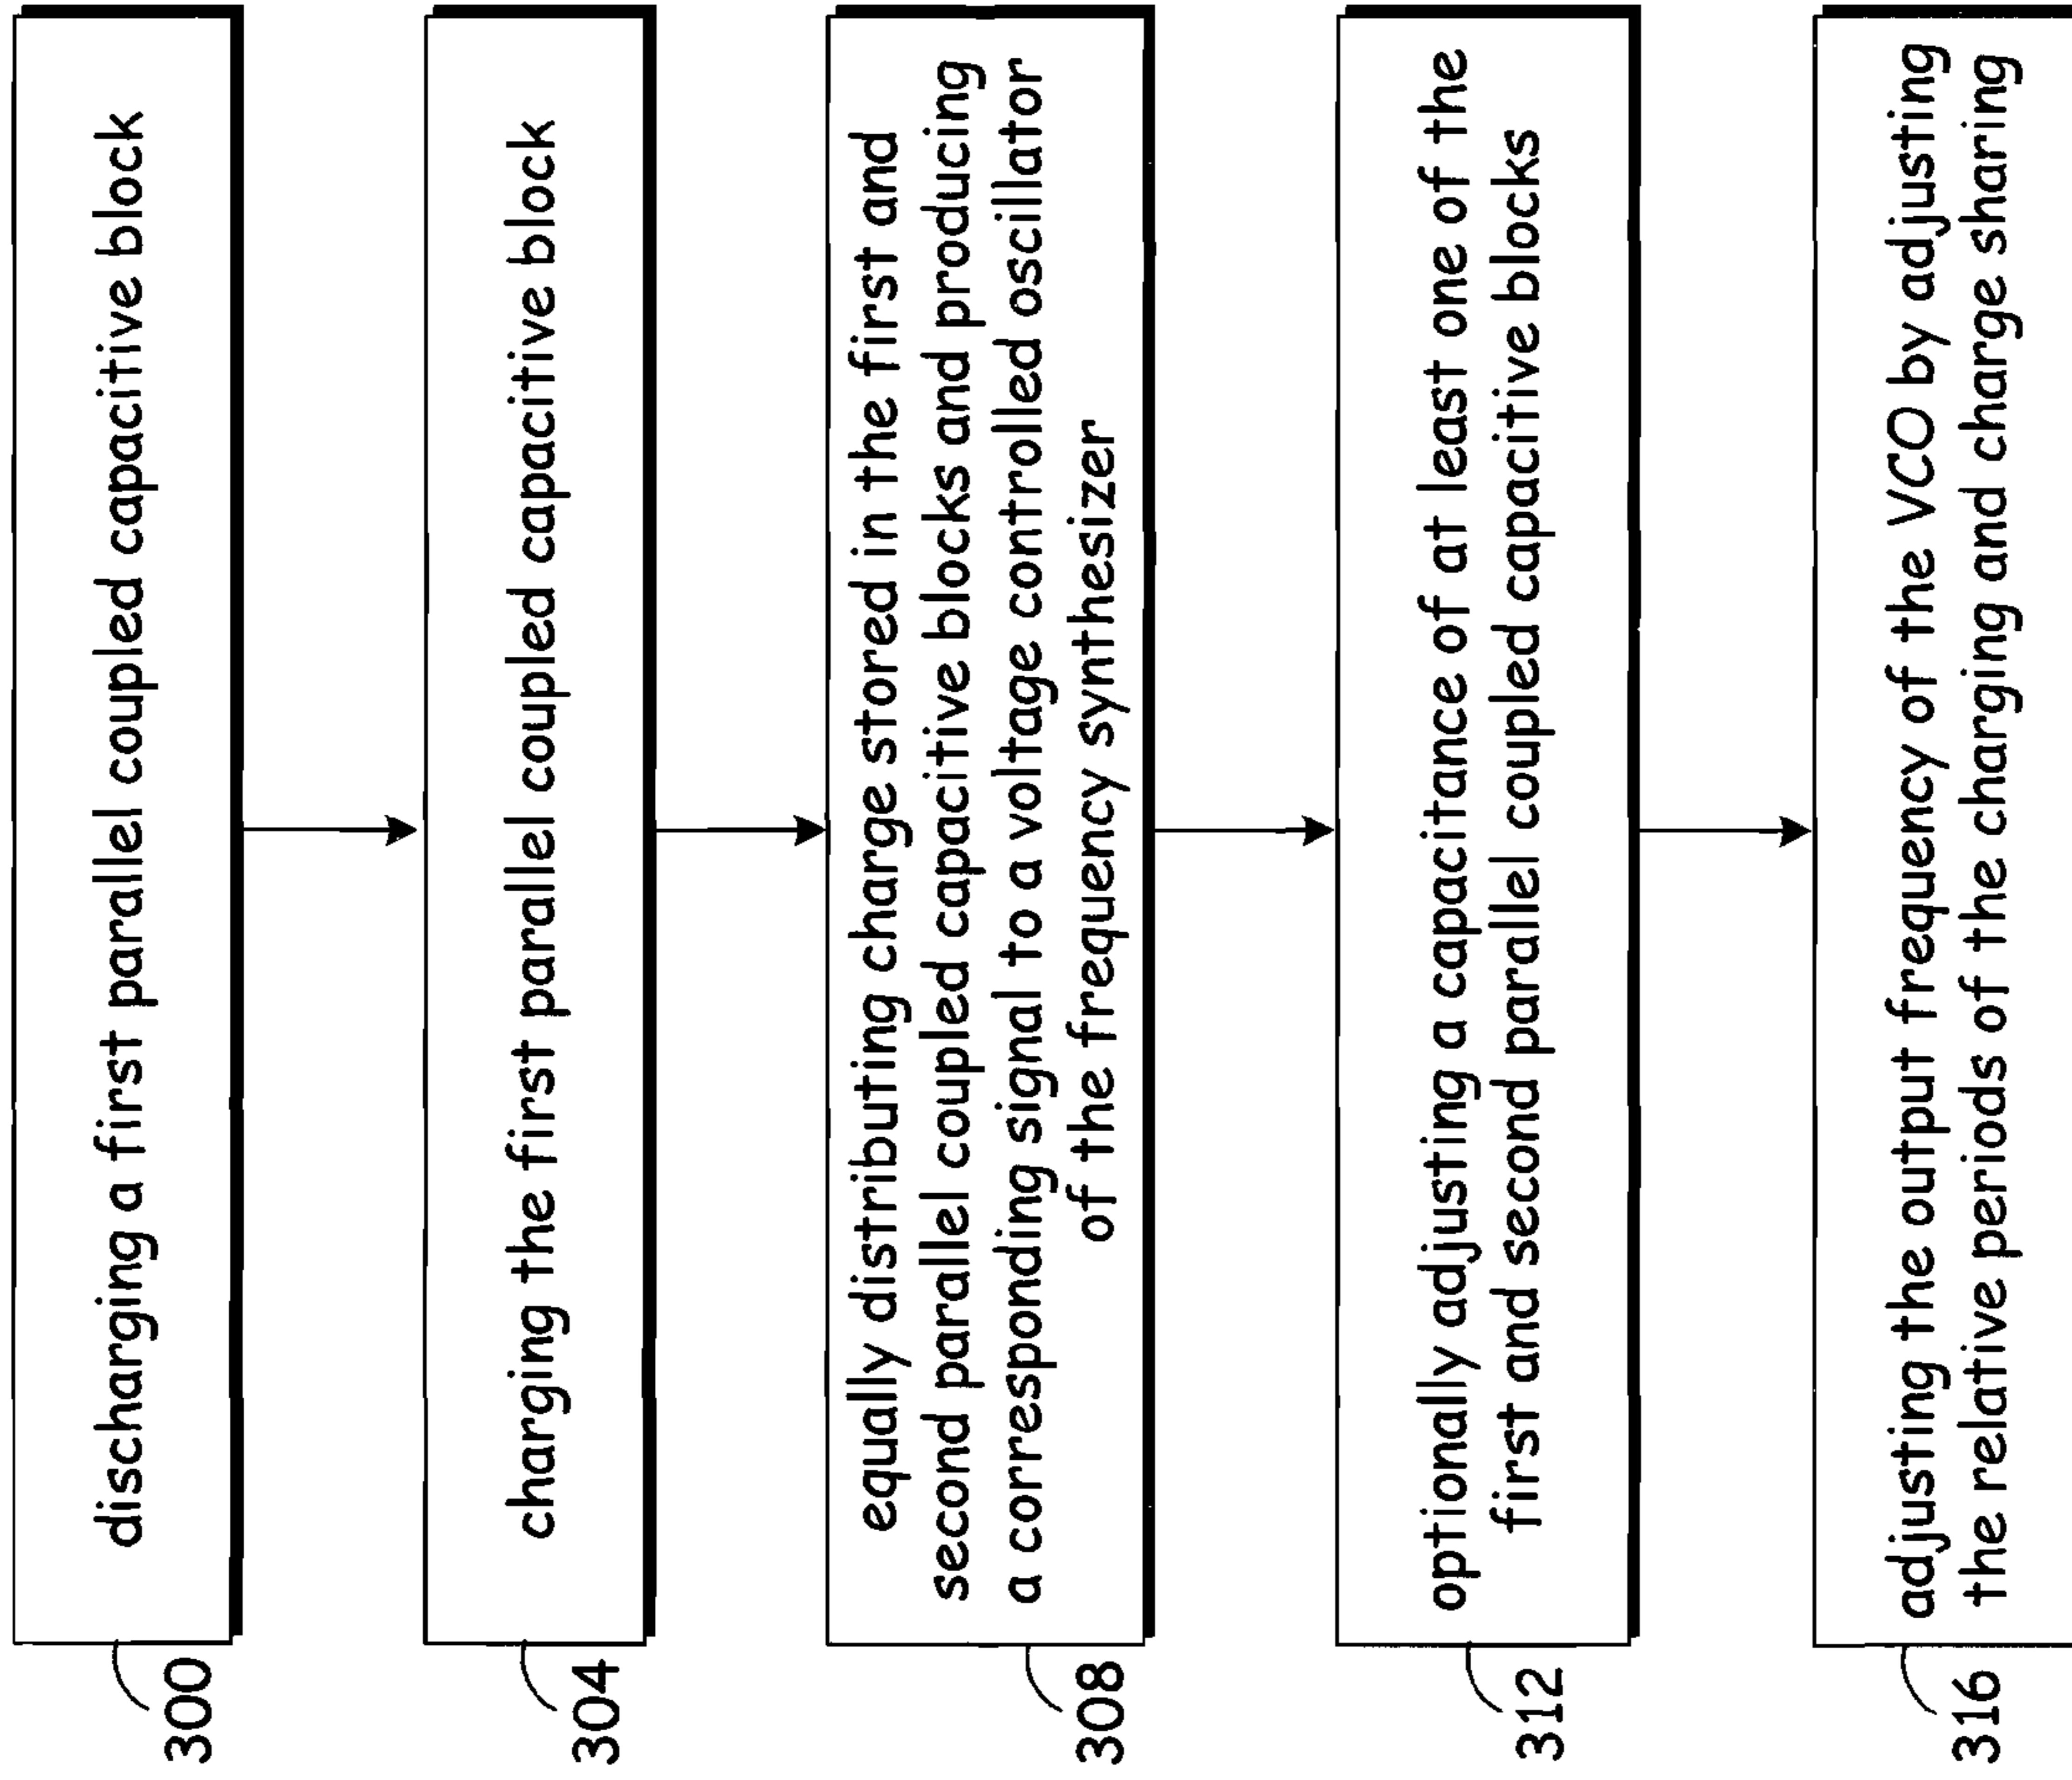 discharging a first parallel coupled capacitive block
300
charging the first parallel coupled capacitive block
304
equally distributing charge stored in the first and
second parallel coupled capacitive blocks and producing
a corresponding signal to a voltage controlled oscillator
of the frequency synthesizer
308
optionally adjusting a capacitance of at least one of the
first and second parallel coupled capacitive blocks
312
adjusting the output frequency of the VCO by adjusting
the relative periods of the charging and charge sharing
316